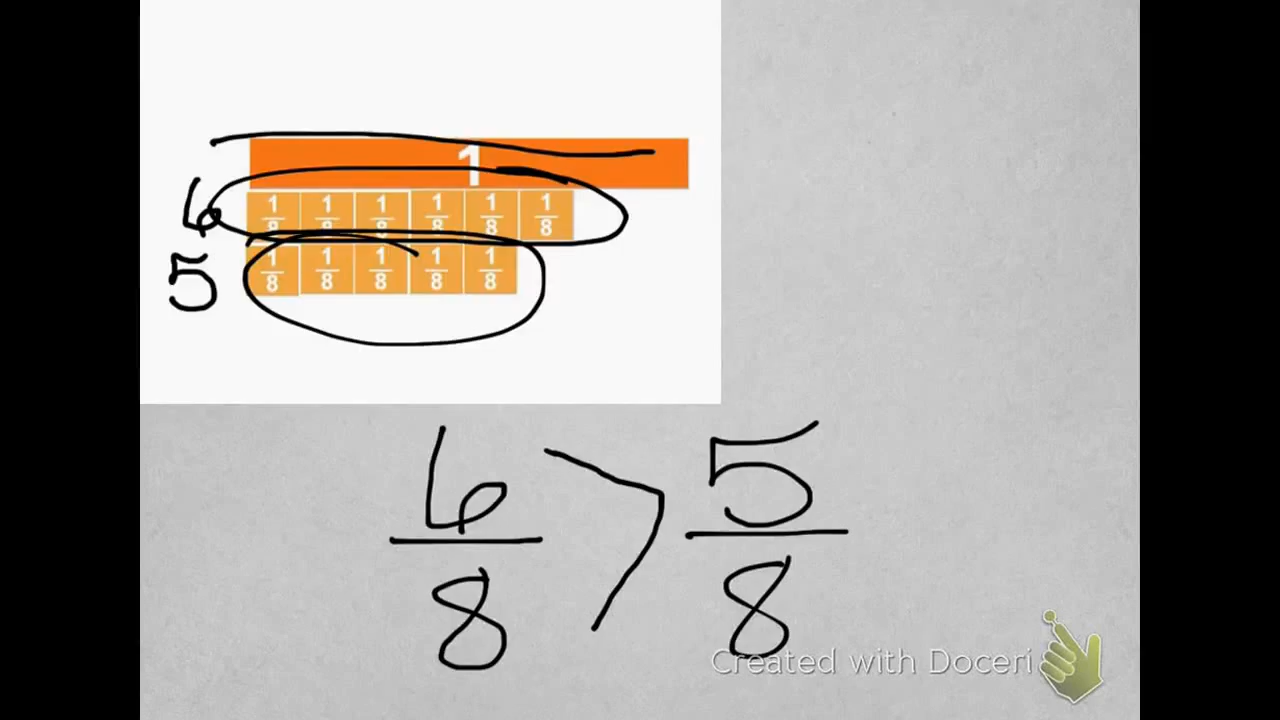 1
6 1/8 1/8 1/8 1/8 1/8 1/8
5 1/8 1/8 1/8 1/8 1/8
6/8 > 5/8
Created with Doceri